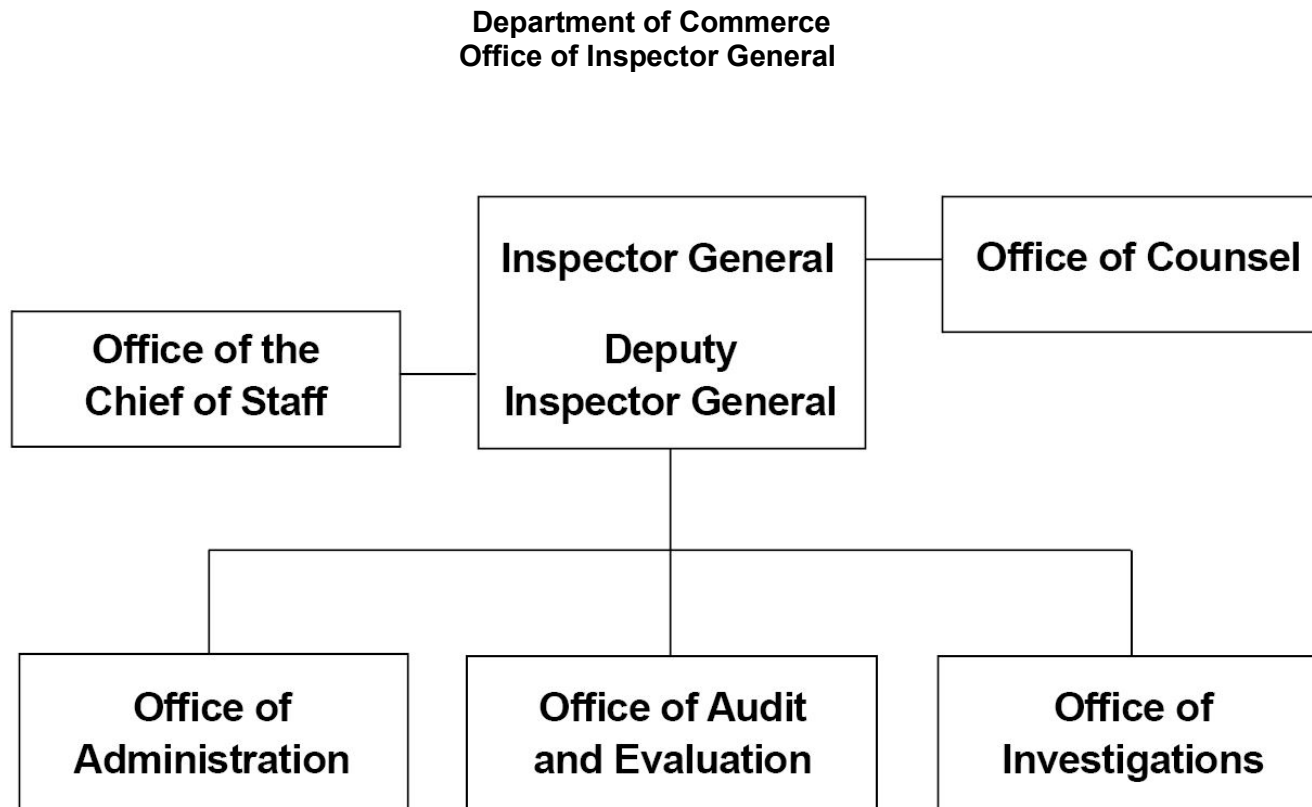 Department of Commerce
Office of Inspector General
Inspector General
Deputy
Inspector General
Office of Counsel
Office of the
Chief of Staff
Office of
Administration
Office of Audit
and Evaluation
Office of
Investigations